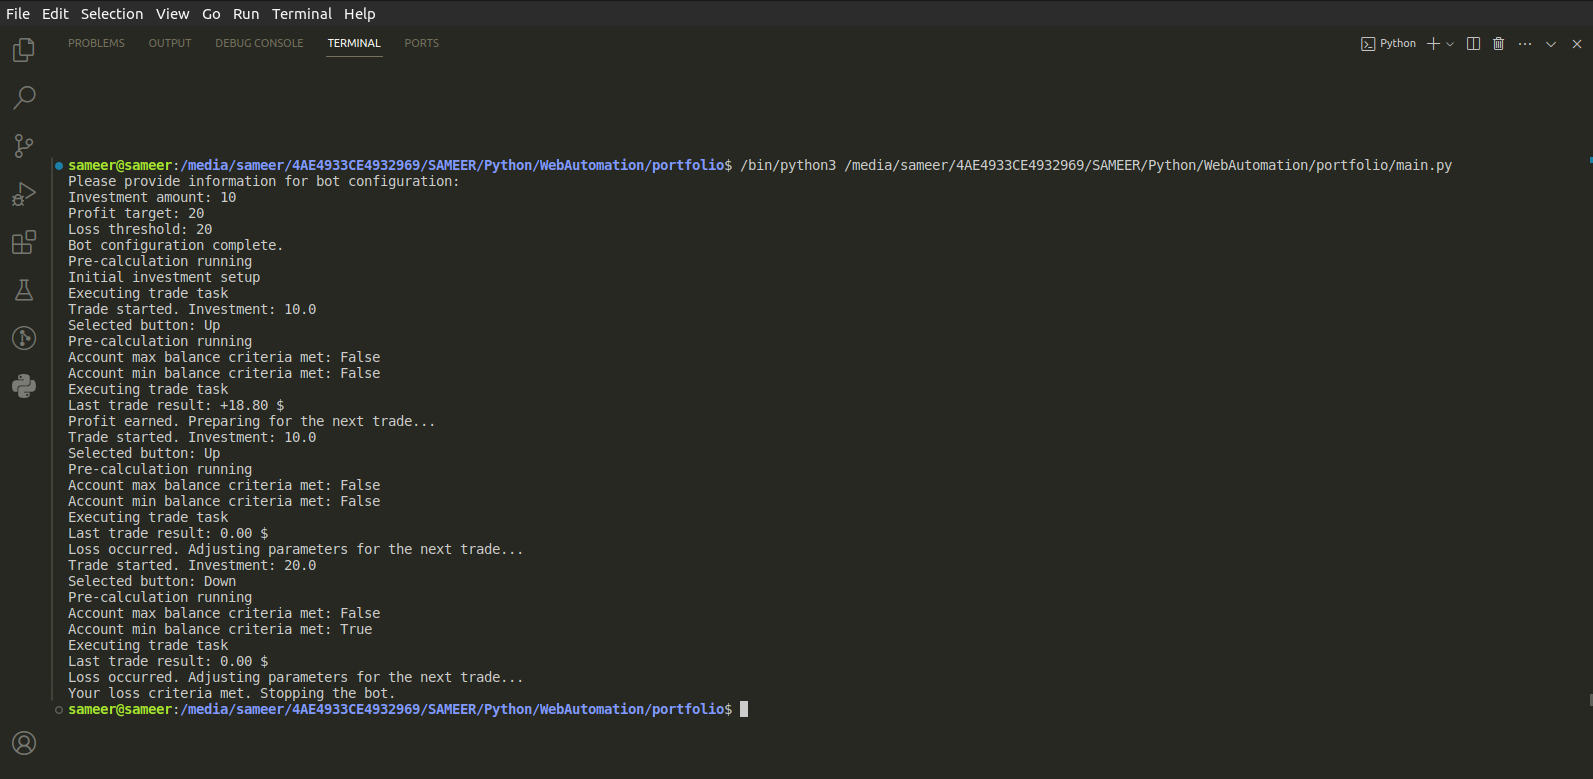 File Edit Selection View Go Run Terminal Help
PROBLEMS OUTPUT DEBUG CONSOLE TERMINAL PORTS Python
sameer@sameer:/media/sameer/4AE4933CE4932969/SAMEER/Python/WebAutomation/portfolio$ /bin/python3 /media/sameer/4AE4933CE4932969/SAMEER/Python/WebAutomation/portfolio/main.py
Please provide information for bot configuration:
Investment amount: 10
Profit target: 20
Loss threshold: 20
Bot configuration complete.
Pre-calculation running
Initial investment setup
Executing trade task
Trade started. Investment: 10.0
Selected button: Up
Pre-calculation running
Account max balance criteria met: False
Account min balance criteria met: False
Executing trade task
Last trade result: +18.80 $
Profit earned. Preparing for the next trade...
Trade started. Investment: 10.0
Selected button: Up
Pre-calculation running
Account max balance criteria met: False
Account min balance criteria met: False
Executing trade task
Last trade result: 0.00 $
Loss occurred. Adjusting parameters for the next trade...
Trade started. Investment: 20.0
Selected button: Down
Pre-calculation running
Account max balance criteria met: False
Account min balance criteria met: True
Executing trade task
Last trade result: 0.00 $
Loss occurred. Adjusting parameters for the next trade...
Your loss criteria met. Stopping the bot.
sameer@sameer:/media/sameer/4AE4933CE4932969/SAMEER/Python/WebAutomation/portfolio$